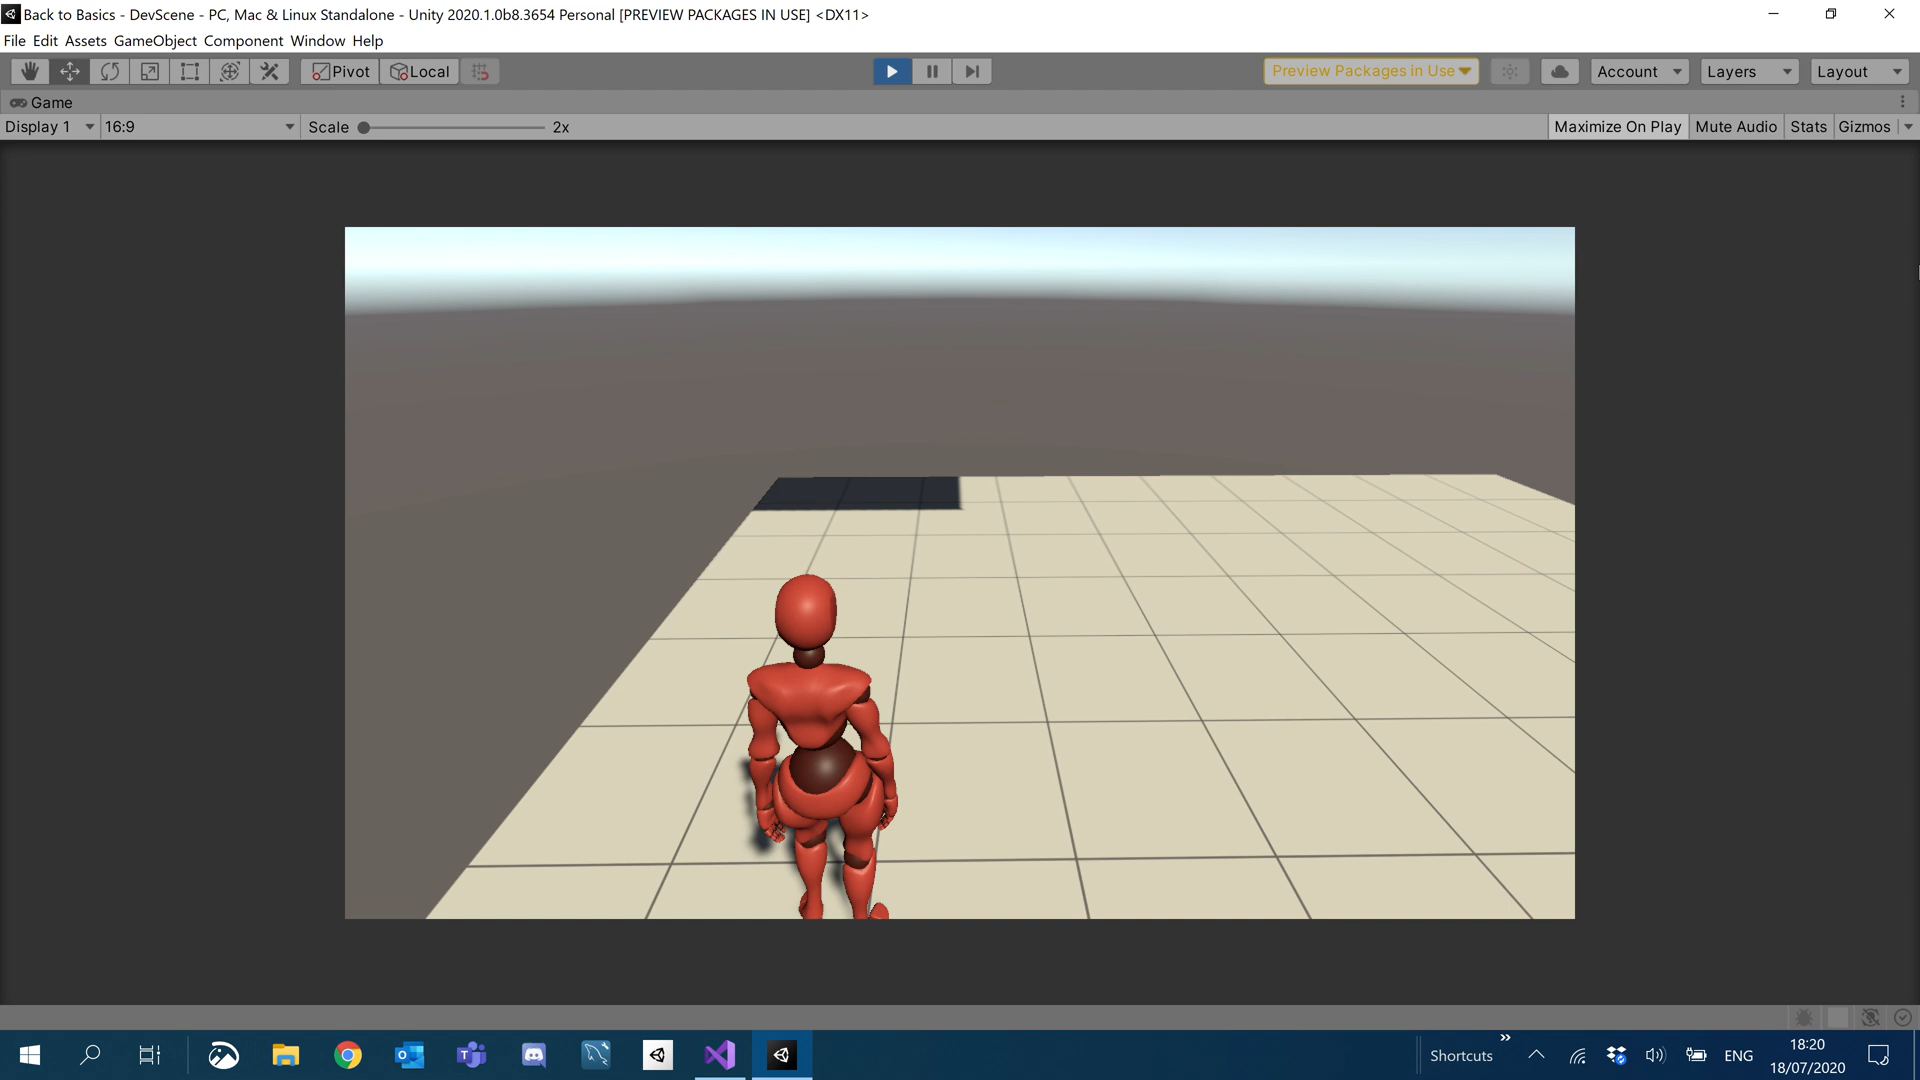 Back to Basics - DevScene - PC, Mac & Linux Standalone - Unity 2020.1.0b8.3654 Personal [PREVIEW PACKAGES IN USE] <DX11>
File Edit Assets GameObject Component Window Help
Pivot Local Preview Packages in Use Account Layers Layout
Game
Display 1 16:9 Scale 2x Maximize On Play Mute Audio Stats Gizmos
Shortcuts ENG 18:20
18/07/2020